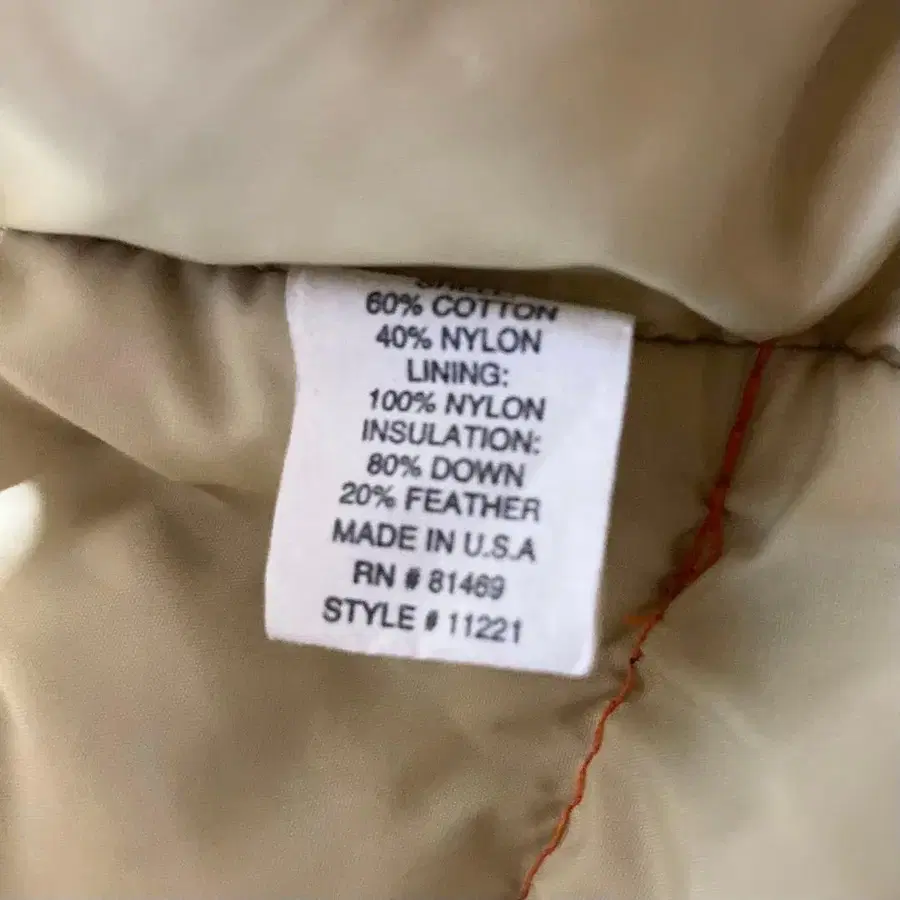 60% COTTON
40% NYLON
LINING:
100% NYLON
INSULATION:
80% DOWN
20% FEATHER
MADE IN U.S.A
RN # 81469
STYLE # 11221